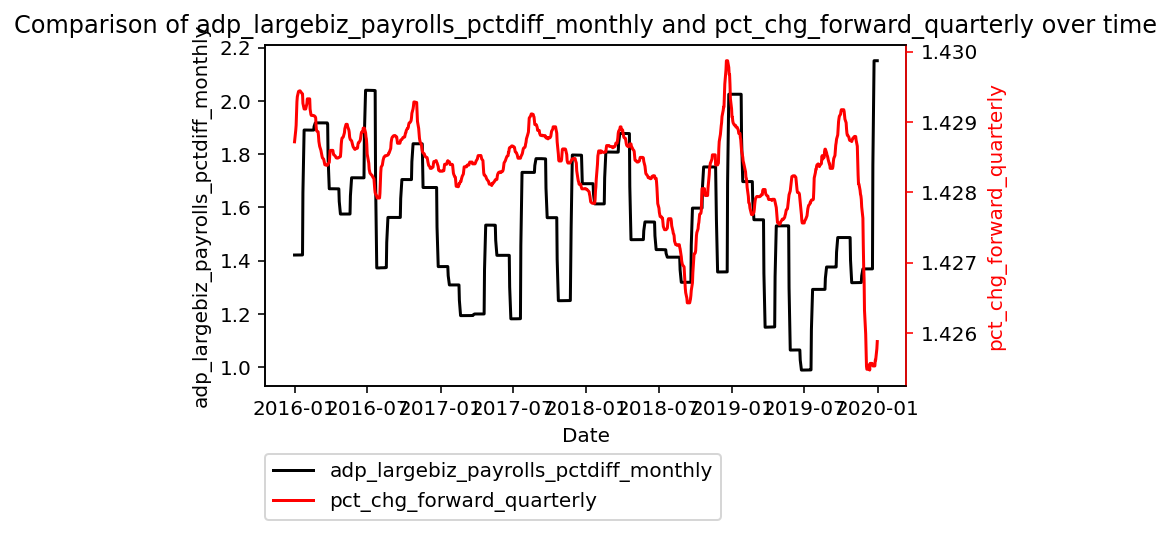 Comparison of adp_largebiz_payrolls_pctdiff_monthly and pct_chg_forward_quarterly over time
adp_largebiz_payrolls_pctdiff_monthly
2.2
2.0
1.8
1.6
1.4
1.2
1.0
1.430
1.429
1.428
1.427
1.426
pct_chg_forward_quarterly
2016-01 2016-07 2017-01 2017-07 2018-01 2018-07 2019-01 2019-07 2020-01
Date
adp_largebiz_payrolls_pctdiff_monthly
pct_chg_forward_quarterly